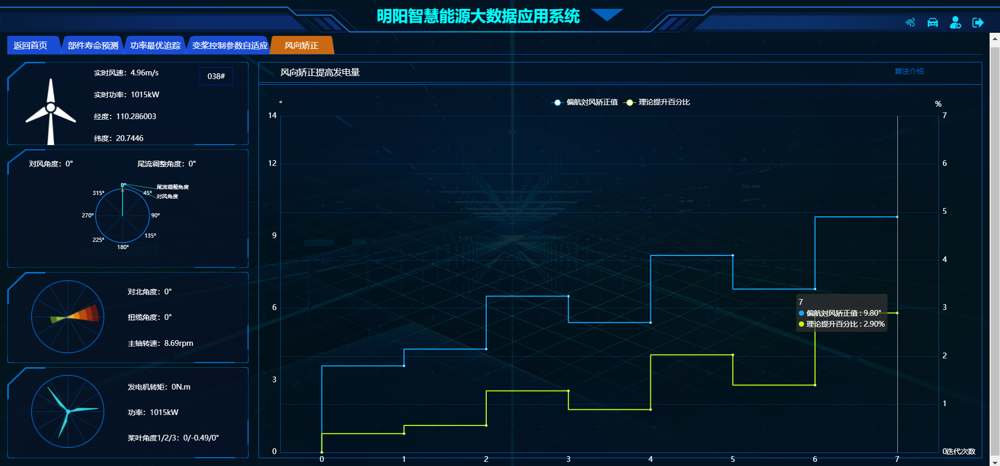 明阳智慧能源大数据应用系统
返回首页 部件寿命预测 功率最优追踪 变桨控制参数自适应 风向矫正
实时风速：4.96m/s
038#
实时功率：1015kW
经度：110.286003
纬度：20.7446
对风角度：0° 尾流调整角度：0°
0°
尾流调整角度
315° 45°
对风角度
270° 90°
225° 135°
180°
对北角度：0°
扭缆角度：0°
主轴转速：8.69rpm
发电机转矩：0N.m
功率：1015kW
桨叶角度1/2/3：0/-0.49/0°
风向矫正提高发电量
算法介绍
偏航对风矫正值 理论提升百分比
° %
14 7
12 6
5
9
4
6 3
2
3
1
0 0
迭代次数
0 1 2 3 4 5 6 7
7
偏航对风矫正值 : 9.80°
理论提升百分比 : 2.90%